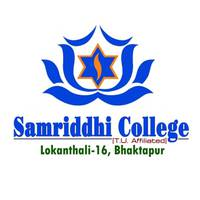 Samriddhi College
[T.U. Affiliated]
Lokanthali-16, Bhaktapur